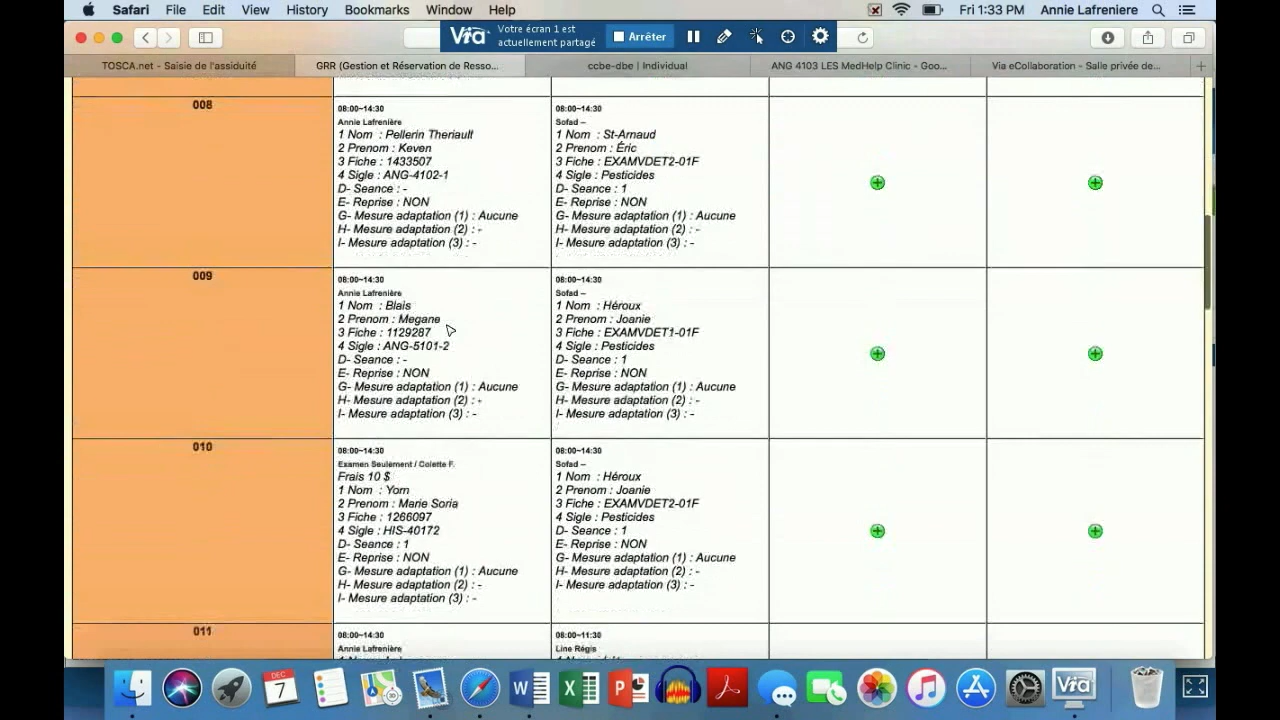 Safari File Edit View History Bookmarks Window Help
Fri 1:33 PM Annie Lafreniere
Via Votre écran 1 est actuellement partagé
Arrêter
TOSCA.net - Saisie de l'assiduité
GRR (Gestion et Réservation de Resso...
ccbe-dbe | Individual
ANG 4103 LES MedHelp Clinic - Goo...
Via eCollaboration - Salle privée de...
008
08:00~14:30
Annie Lafrenière
1 Nom : Pellerin Theriault
2 Prenom : Keven
3 Fiche : 1433507
4 Sigle : ANG-4102-1
D- Seance : -
E- Reprise : NON
G- Mesure adaptation (1) : Aucune
H- Mesure adaptation (2) : -
I- Mesure adaptation (3) : -
08:00~14:30
Sofad –
1 Nom : St-Arnaud
2 Prenom : Éric
3 Fiche : EXAMVDET2-01F
4 Sigle : Pesticides
D- Seance : 1
E- Reprise : NON
G- Mesure adaptation (1) : Aucune
H- Mesure adaptation (2) : -
I- Mesure adaptation (3) : -
009
08:00~14:30
Annie Lafrenière
1 Nom : Blais
2 Prenom : Megane
3 Fiche : 1129287
4 Sigle : ANG-5101-2
D- Seance : -
E- Reprise : NON
G- Mesure adaptation (1) : Aucune
H- Mesure adaptation (2) : -
I- Mesure adaptation (3) : -
08:00~14:30
Sofad –
1 Nom : Héroux
2 Prenom : Joanie
3 Fiche : EXAMVDET1-01F
4 Sigle : Pesticides
D- Seance : 1
E- Reprise : NON
G- Mesure adaptation (1) : Aucune
H- Mesure adaptation (2) : -
I- Mesure adaptation (3) : -
010
08:00~14:30
Examen Seulement / Colette F.
Frais 10 $
1 Nom : Yorn
2 Prenom : Marie Soria
3 Fiche : 1266097
4 Sigle : HIS-40172
D- Seance : 1
E- Reprise : NON
G- Mesure adaptation (1) : Aucune
H- Mesure adaptation (2) : -
I- Mesure adaptation (3) : -
08:00~14:30
Sofad –
1 Nom : Héroux
2 Prenom : Joanie
3 Fiche : EXAMVDET2-01F
4 Sigle : Pesticides
D- Seance : 1
E- Reprise : NON
G- Mesure adaptation (1) : Aucune
H- Mesure adaptation (2) : -
I- Mesure adaptation (3) : -
011
08:00~14:30
Annie Lafrenière
08:00~11:30
Line Régis
DEC
7
W X P Via